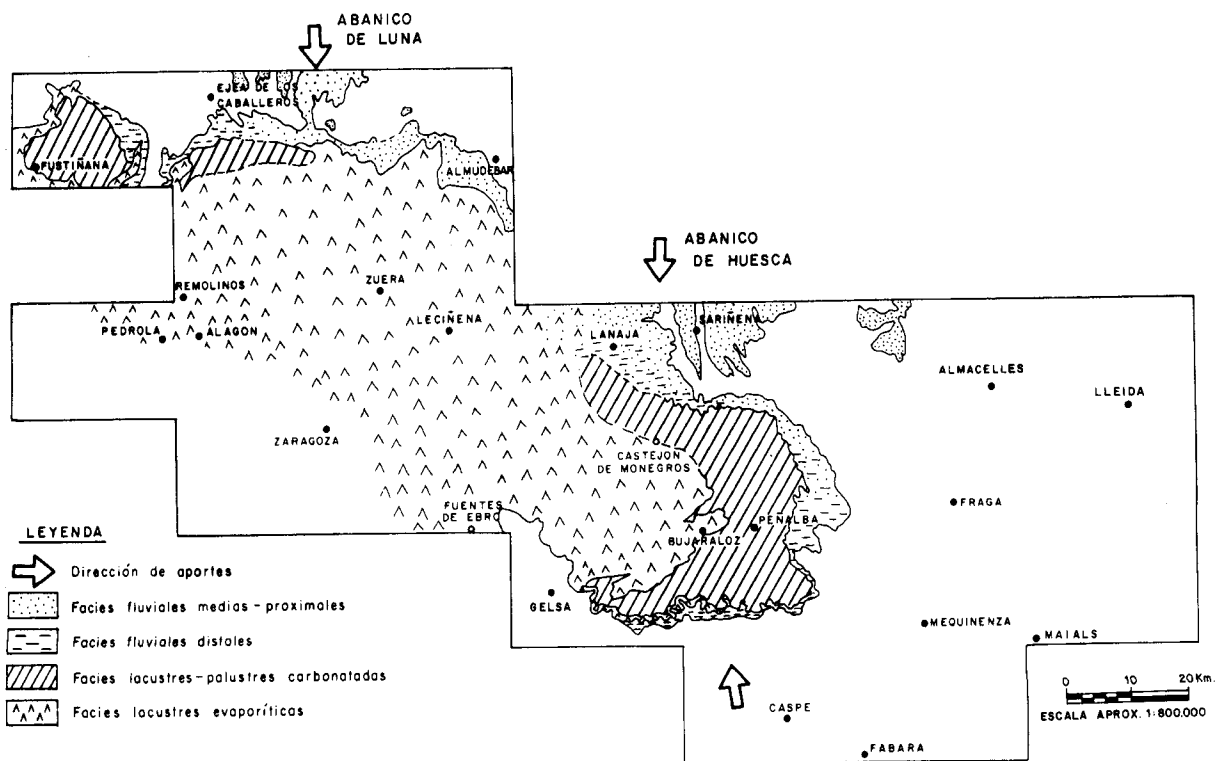 ABANICO
DE LUNA
EJEA DE LOS
CABALLEROS
FUSTIÑANA
ALMUDEBAR
ABANICO
DE HUESCA
REMOLINOS
ZUERA
PEDROLA
ALAGON
LECIÑENA
LANAJA
SARIÑENA
ALMACELLES
LLEIDA
ZARAGOZA
CASTEJON
DE MONEGROS
FUENTES
DE EBRO
FRAGA
PEÑALBA
BUJARALOZ
GELSA
MEQUINENZA
MAIALS
CASPE
FABARA
LEYENDA
Dirección de aportes
Facies fluviales medias-proximales
Facies fluviales distales
Facies lacustres-palustres carbonatadas
Facies lacustres evaporíticas
0 10 20 Km.
ESCALA APROX. 1:800.000